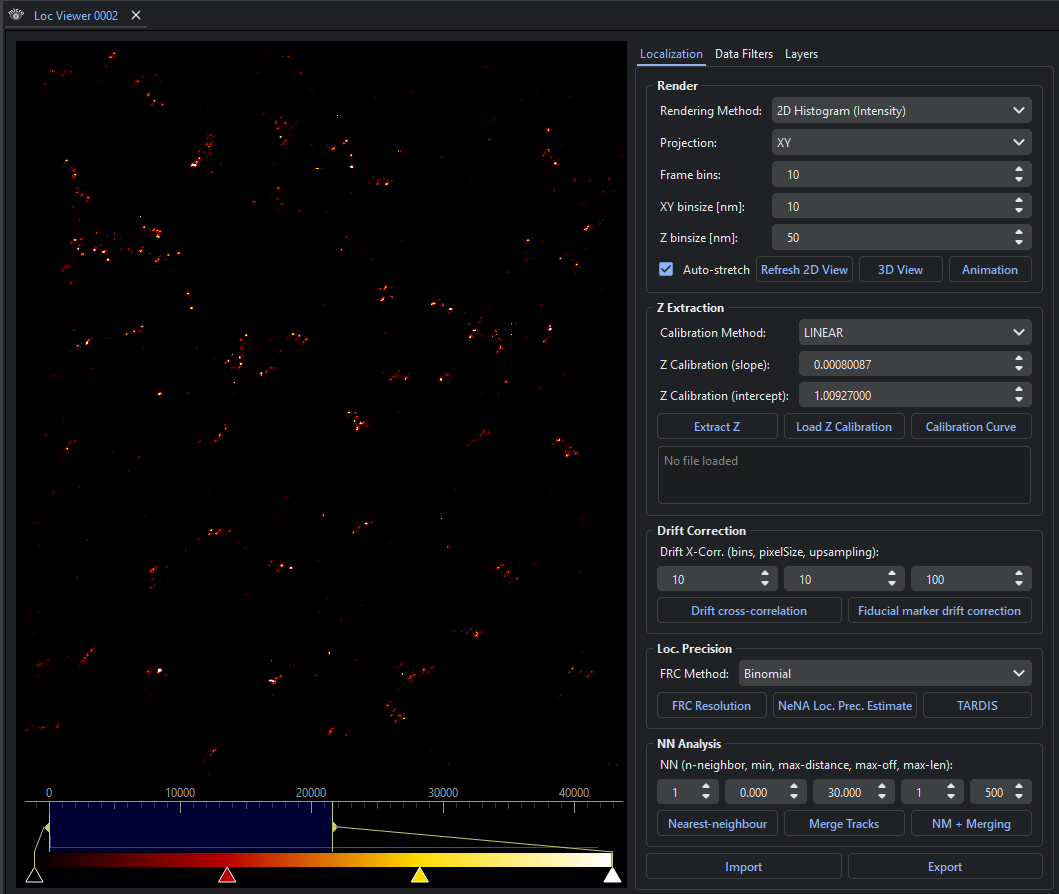 Loc Viewer 0002
Localization Data Filters Layers
Render
Rendering Method: 2D Histogram (Intensity)
Projection: XY
Frame bins: 10
XY binsize [nm]: 10
Z binsize [nm]: 50
Auto-stretch Refresh 2D View 3D View Animation
Z Extraction
Calibration Method: LINEAR
Z Calibration (slope): 0.00080087
Z Calibration (intercept): 1.00927000
Extract Z Load Z Calibration Calibration Curve
No file loaded
Drift Correction
Drift X-Corr. (bins, pixelSize, upsampling):
10 10 100
Drift cross-correlation Fiducial marker drift correction
Loc. Precision
FRC Method: Binomial
FRC Resolution NeNA Loc. Prec. Estimate TARDIS
NN Analysis
NN (n-neighbor, min, max-distance, max-off, max-len):
1 0.000 30.000 1 500
Nearest-neighbour Merge Tracks NM + Merging
Import Export
0 10000 20000 30000 40000